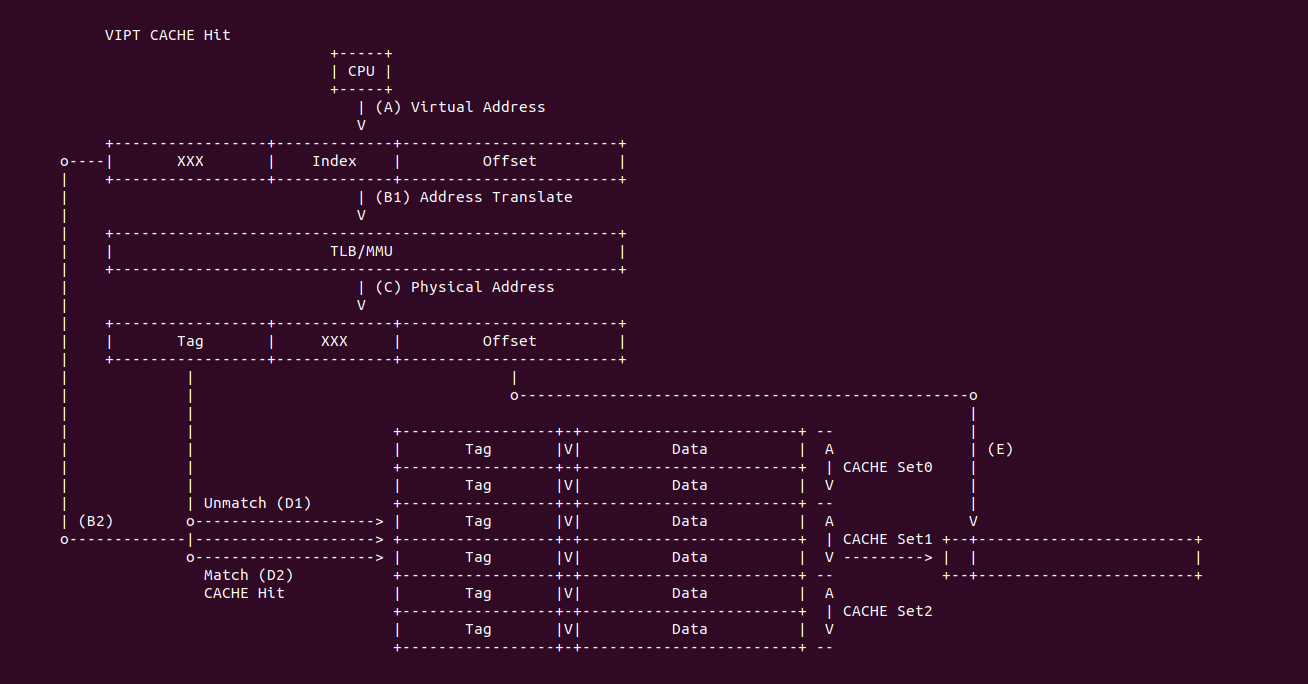 VIPT CACHE Hit
CPU
(A) Virtual Address
V
XXX Index Offset
(B1) Address Translate
V
TLB/MMU
(C) Physical Address
V
Tag XXX Offset
Tag V Data A (E)
CACHE Set0
Tag V Data V
Unmatch (D1)
(B2) Tag V Data A V
CACHE Set1
Tag V Data V
Match (D2)
CACHE Hit Tag V Data A
CACHE Set2
Tag V Data V